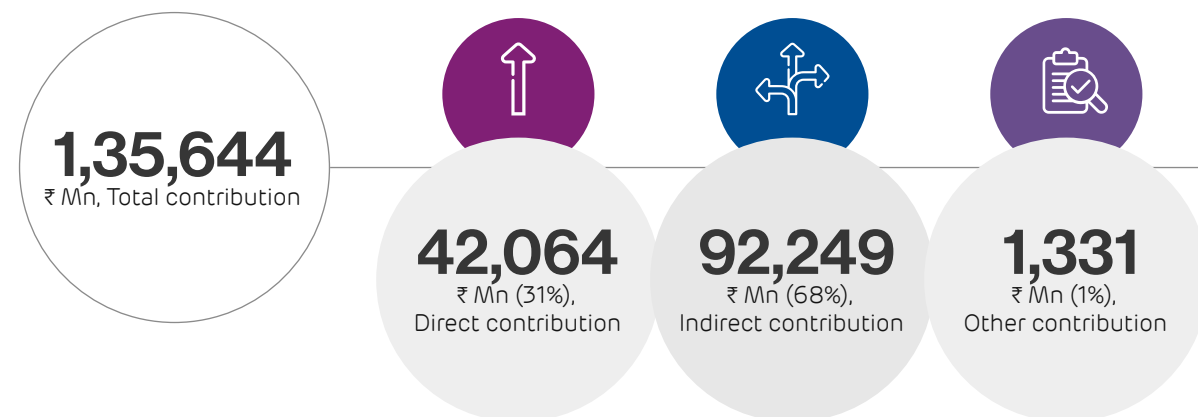 1,35,644
₹ Mn, Total contribution
42,064
₹ Mn (31%),
Direct contribution
92,249
₹ Mn (68%),
Indirect contribution
1,331
₹ Mn (1%),
Other contribution